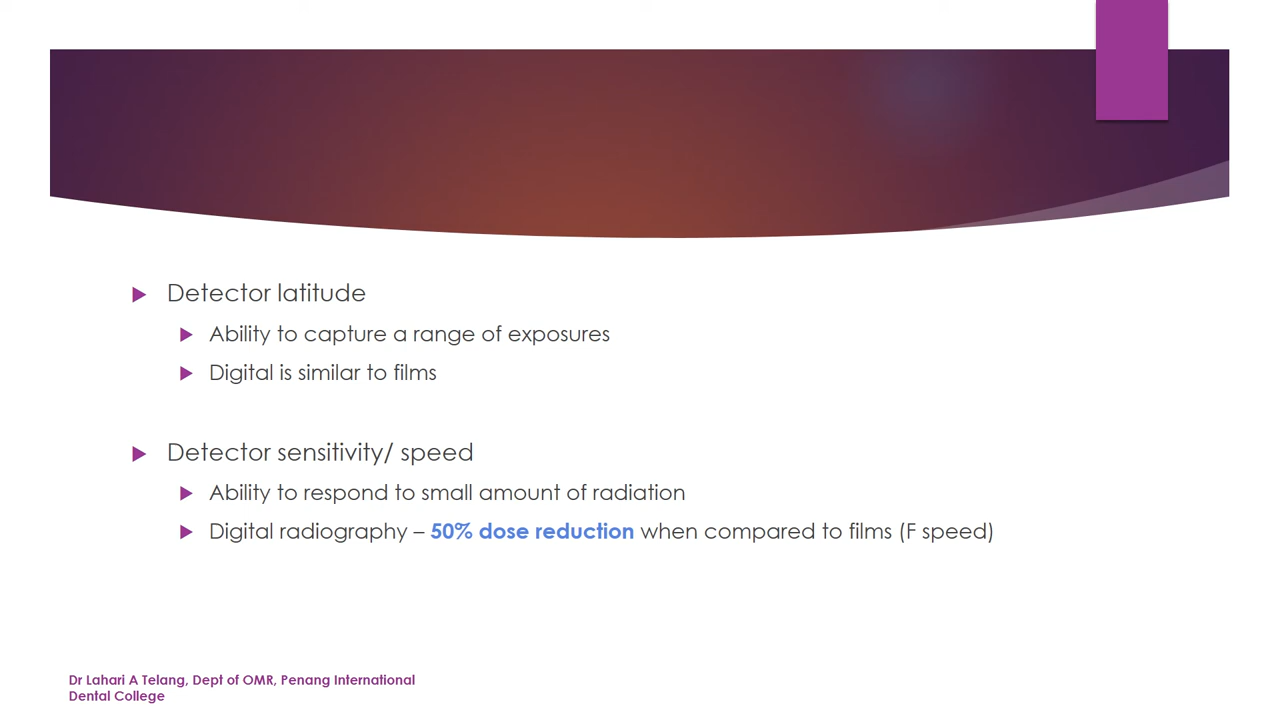 Detector latitude
Ability to capture a range of exposures
Digital is similar to films
Detector sensitivity/ speed
Ability to respond to small amount of radiation
Digital radiography – 50% dose reduction when compared to films (F speed)
Dr Lahari A Telang, Dept of OMR, Penang International
Dental College